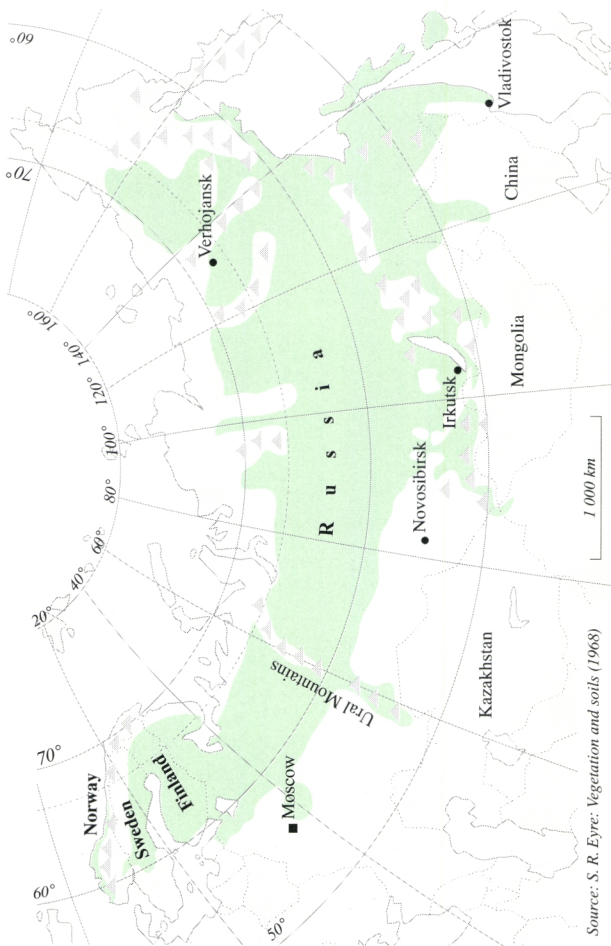 60°
70°
160°
140°
120°
100°
80°
60°
40°
20°
70°
60°
50°
Norway
Sweden
Finland
Moscow
Ural Mountains
Russia
Kazakhstan
Novosibirsk
Irkutsk
Mongolia
Verhojansk
China
Vladivostok
1 000 km
Source: S. R. Eyre: Vegetation and soils (1968)